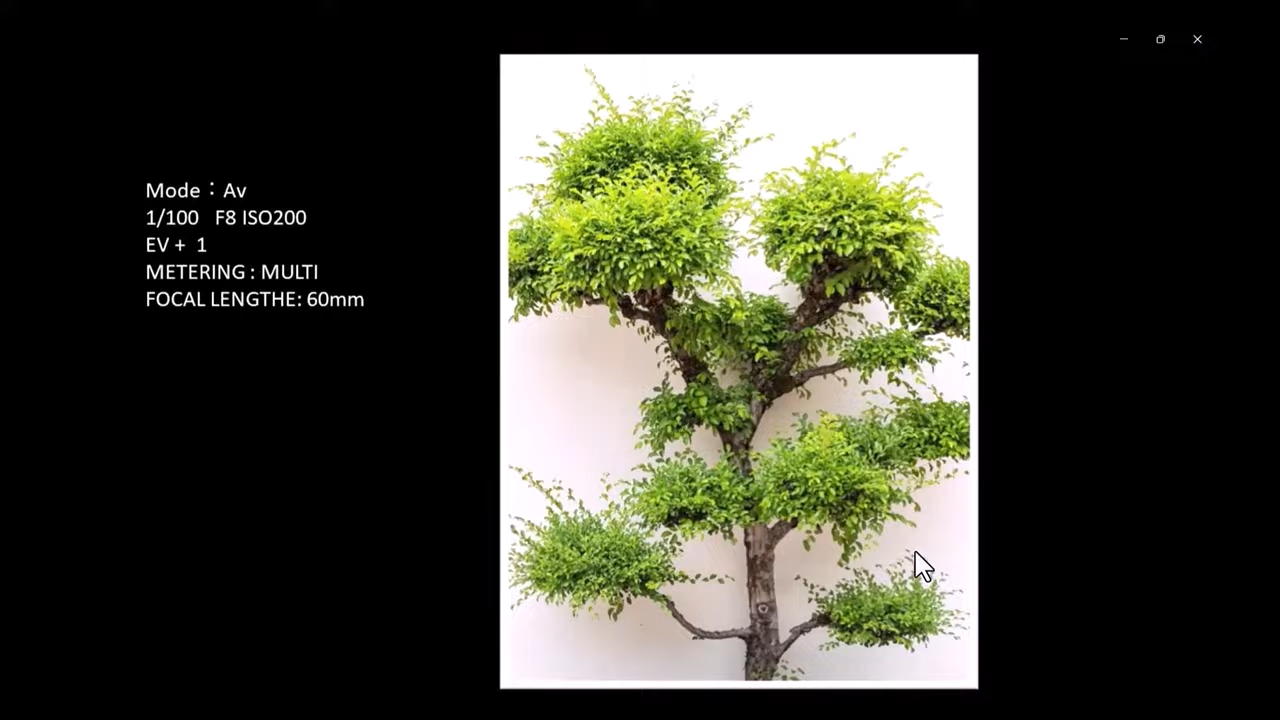 Mode：Av
1/100 F8 ISO200
EV + 1
METERING : MULTI
FOCAL LENGTHE: 60mm